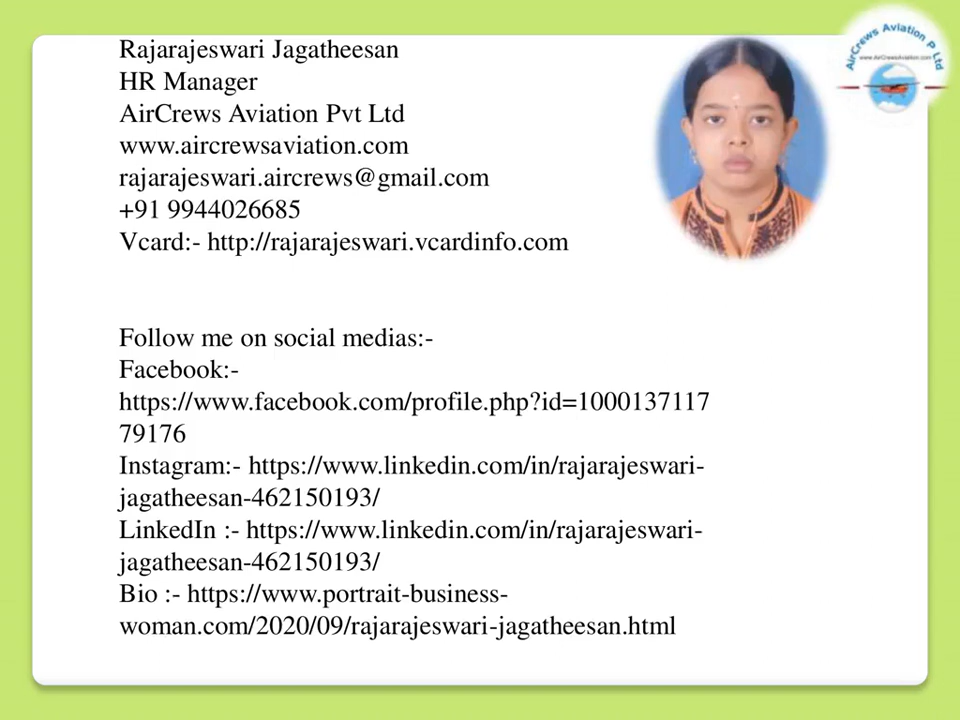 Rajarajeswari Jagatheesan
HR Manager
AirCrews Aviation Pvt Ltd
www.aircrewsaviation.com
rajarajeswari.aircrews@gmail.com
+91 9944026685
Vcard:- http://rajarajeswari.vcardinfo.com
AirCrews Aviation P Ltd
www.AirCrewsAviation.com
Follow me on social medias:-
Facebook:-
https://www.facebook.com/profile.php?id=1000137117
79176
Instagram:- https://www.linkedin.com/in/rajarajeswari-
jagatheesan-462150193/
LinkedIn :- https://www.linkedin.com/in/rajarajeswari-
jagatheesan-462150193/
Bio :- https://www.portrait-business-
woman.com/2020/09/rajarajeswari-jagatheesan.html